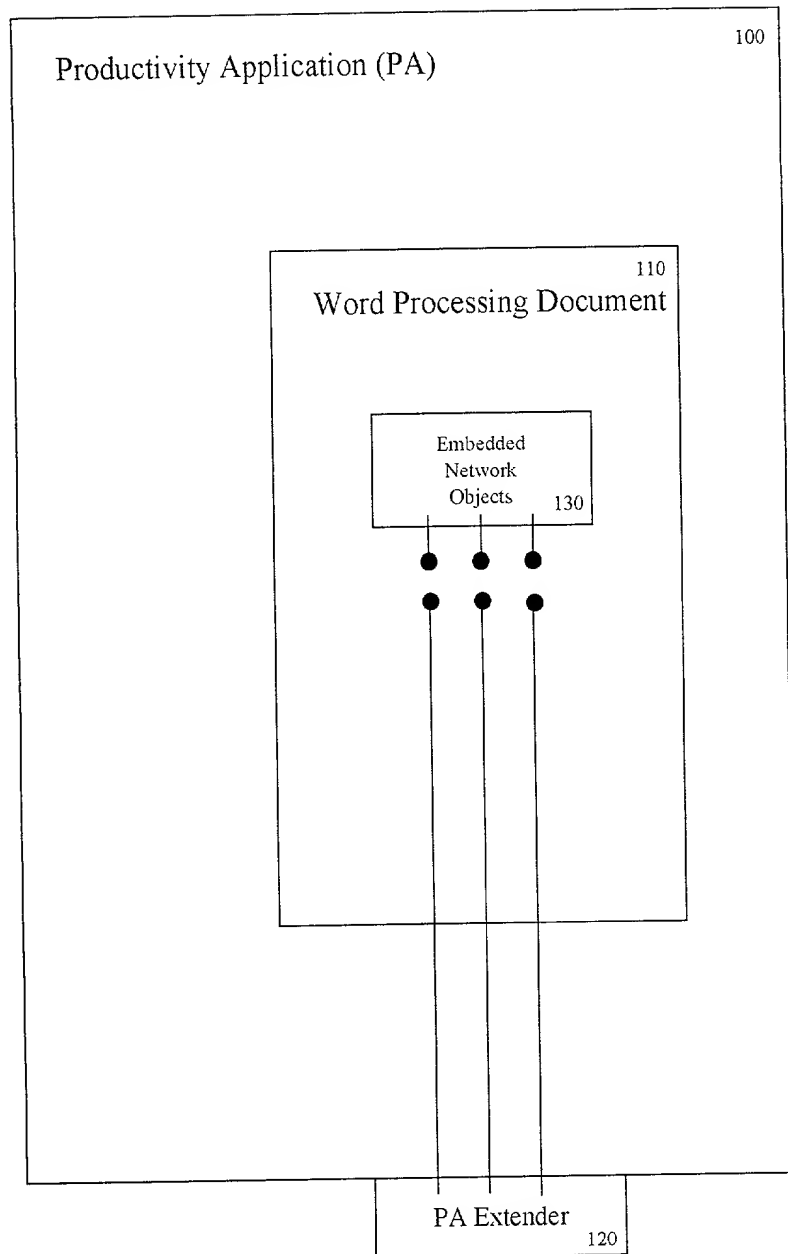 100
Productivity Application (PA)
110
Word Processing Document
Embedded
Network
Objects
130
PA Extender
120